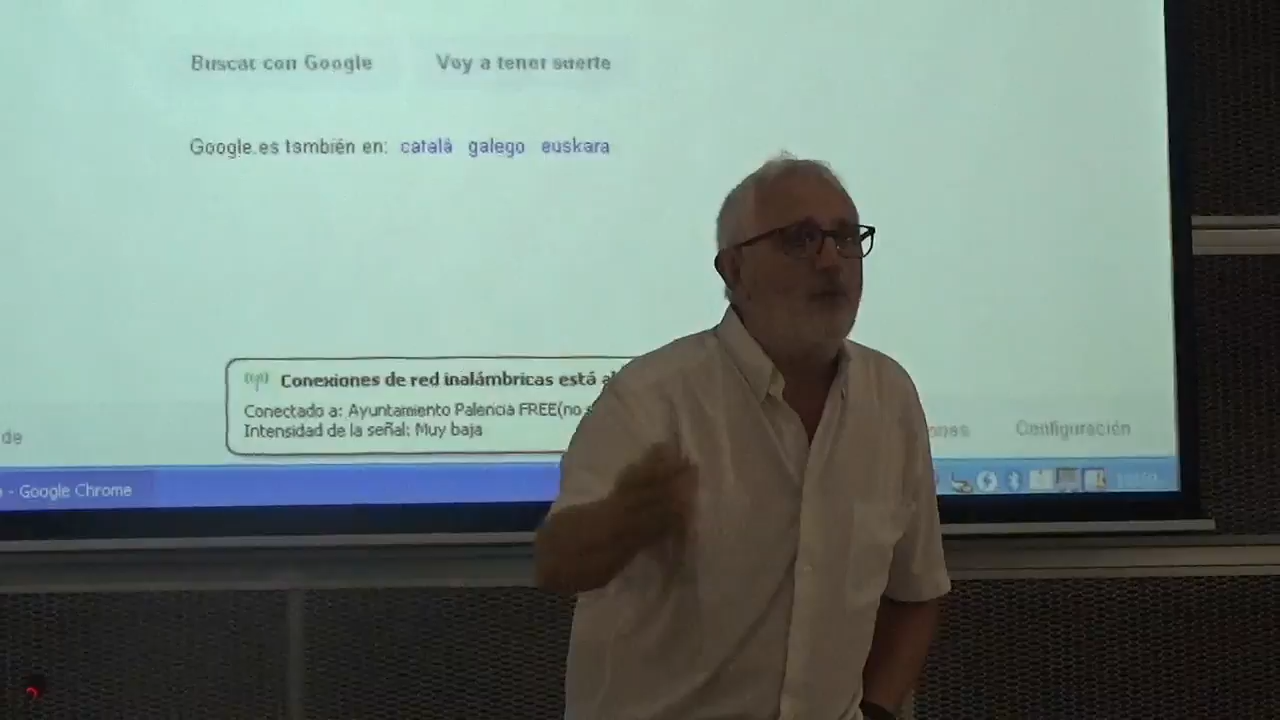 Buscar con Google Voy a tener suerte
Google.es también en: català galego euskara
Conexiones de red inalámbricas está
Conectado a: Ayuntamiento Palencia FREE(no
Intensidad de la señal: Muy baja
de
Configuración
- Google Chrome